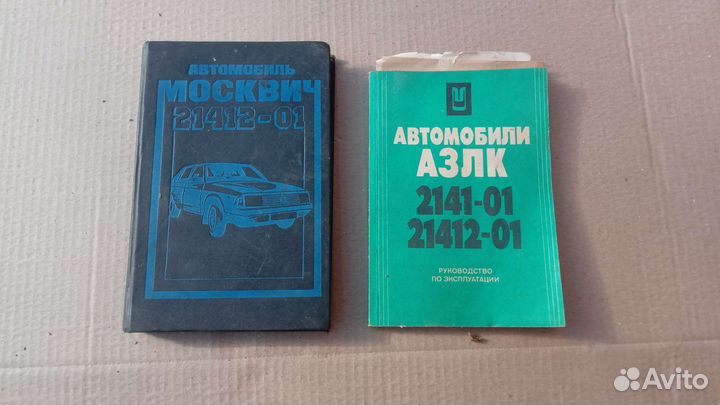 АВТОМОБИЛЬ
МОСКВИЧ
21412-01
АВТОМОБИЛИ
АЗЛК
2141-01
21412-01
РУКОВОДСТВО
ПО ЭКСПЛУАТАЦИИ
Avito